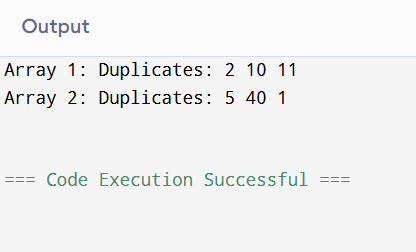 Output
Array 1: Duplicates: 2 10 11
Array 2: Duplicates: 5 40 1
=== Code Execution Successful ===